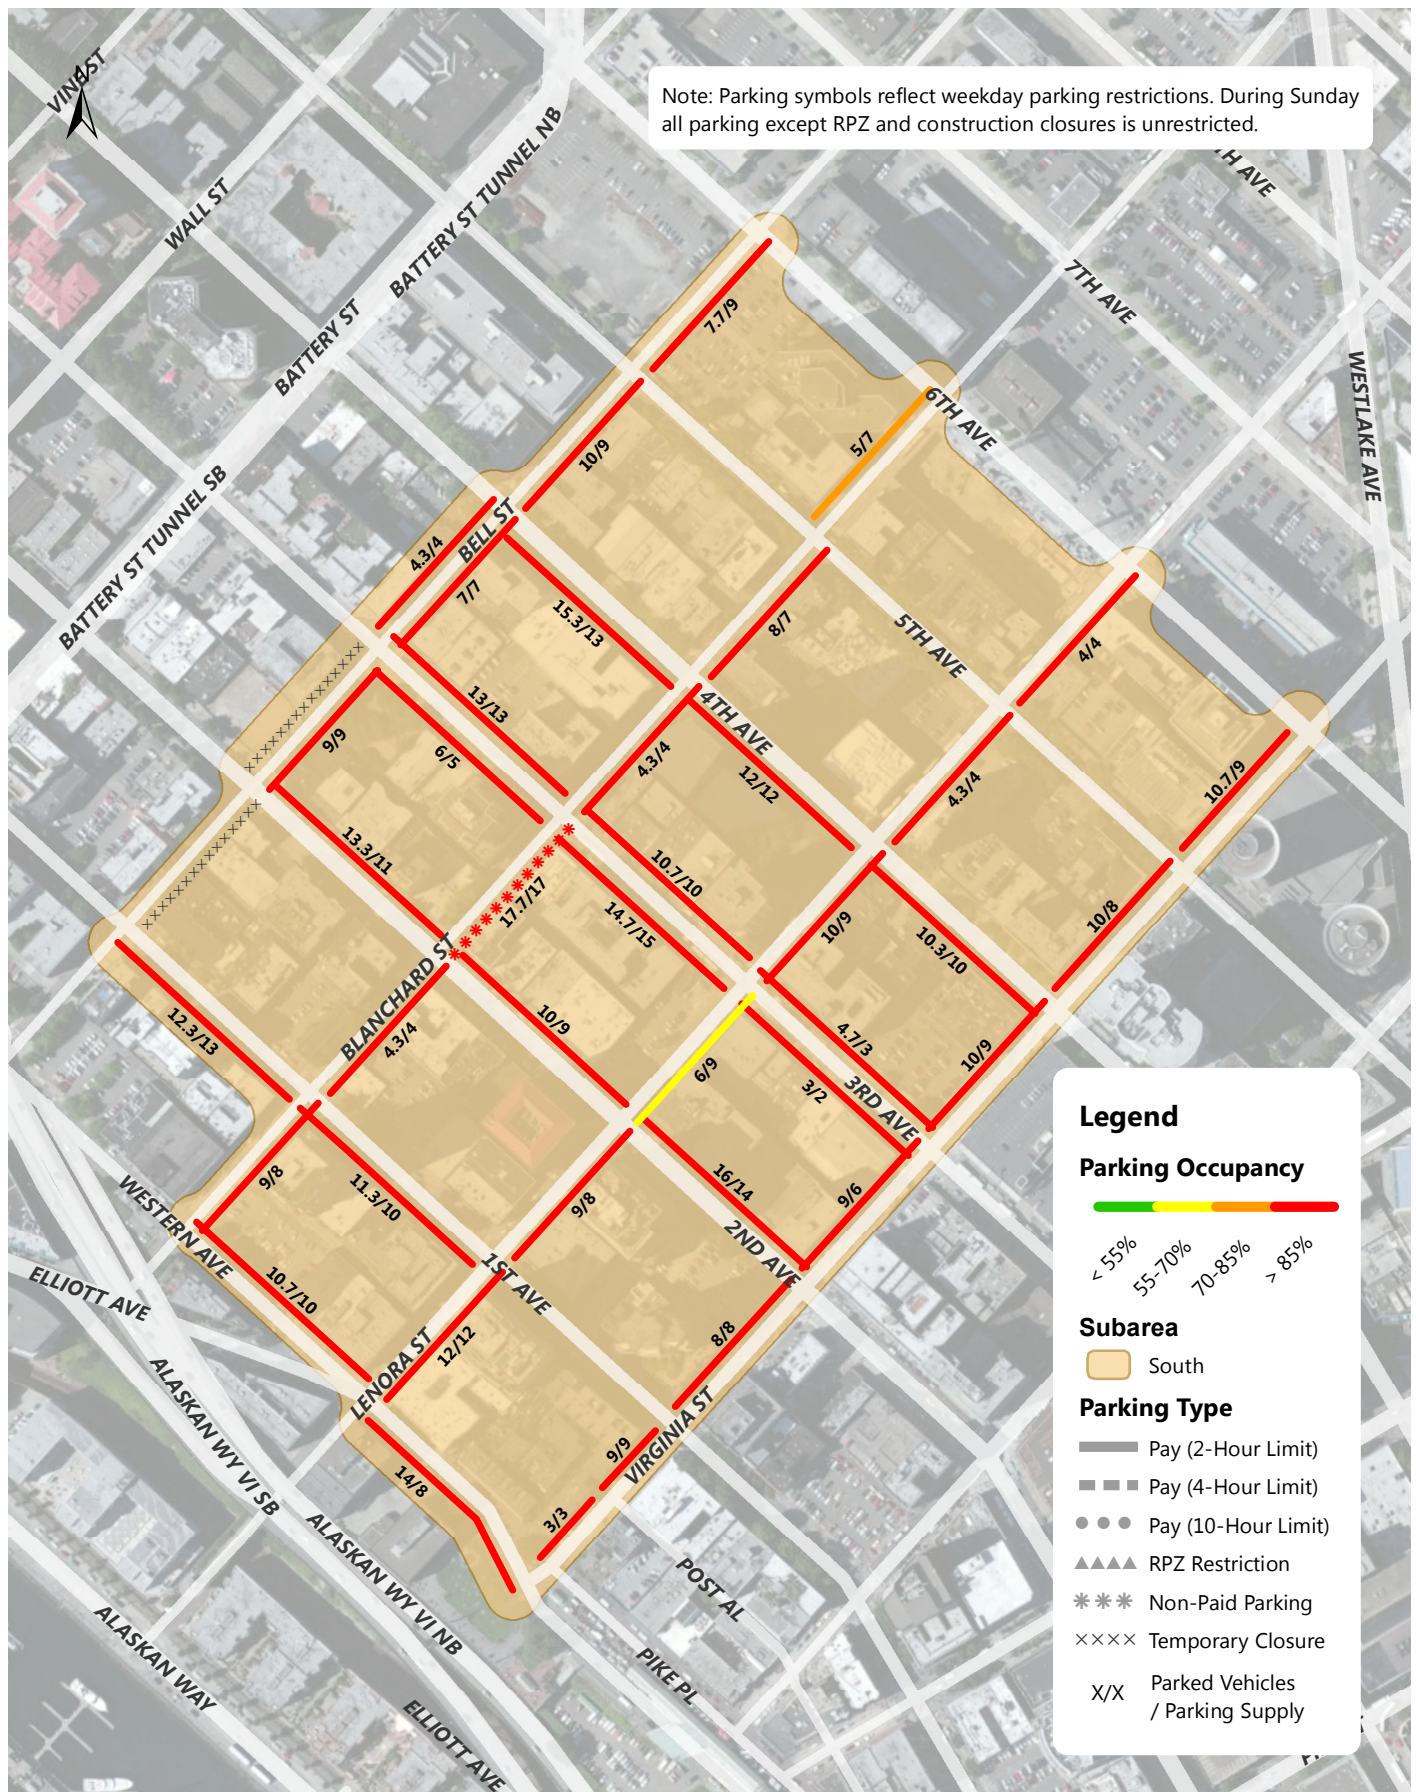 VINE ST
N
WALL ST
BATTERY ST TUNNEL NB
Note: Parking symbols reflect weekday parking restrictions. During Sunday
all parking except RPZ and construction closures is unrestricted.
TH AVE
7TH AVE
BATTERY ST
WESTLAKE AVE
7.7/9
6TH AVE
5/7
10/9
BATTERY ST TUNNEL SB
BELL ST
4.3/4
7/7
15.3/13
8/7
5TH AVE
4/4
13/13
4TH AVE
9/9
6/5
4.3/4
12/12
4.3/4
10.7/9
13.3/11
10.7/10
17.7/17
14.7/15
10/9
10.3/10
10/8
BLANCHARD ST
12.3/13
4.3/4
10/9
4.7/3
10/9
6/9
3/2
3RD AVE
9/8
11.3/10
9/8
16/14
9/6
WESTERN AVE
2ND AVE
1ST AVE
ELLIOTT AVE
10.7/10
12/12
8/8
LENORA ST
ALASKAN WY VI SB
14/8
9/9
VIRGINIA ST
3/3
ALASKAN WY VI NB
POST AL
ALASKAN WAY
PIKE PL
ELLIOTT AVE
Legend
Parking Occupancy
< 55%
55-70%
70-85%
> 85%
Subarea
South
Parking Type
Pay (2-Hour Limit)
Pay (4-Hour Limit)
Pay (10-Hour Limit)
RPZ Restriction
Non-Paid Parking
Temporary Closure
X/X Parked Vehicles
/ Parking Supply